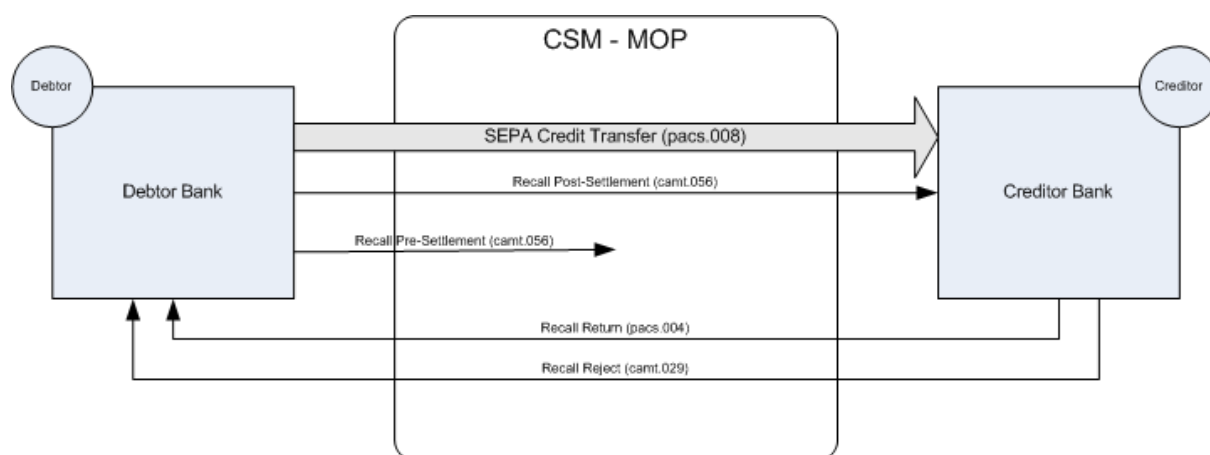 CSM - MOP
Debtor
Creditor
SEPA Credit Transfer (pacs.008)
Recall Post-Settlement (camt.056)
Debtor Bank
Creditor Bank
Recall Pre-Settlement (camt.056)
Recall Return (pacs.004)
Recall Reject (camt.029)